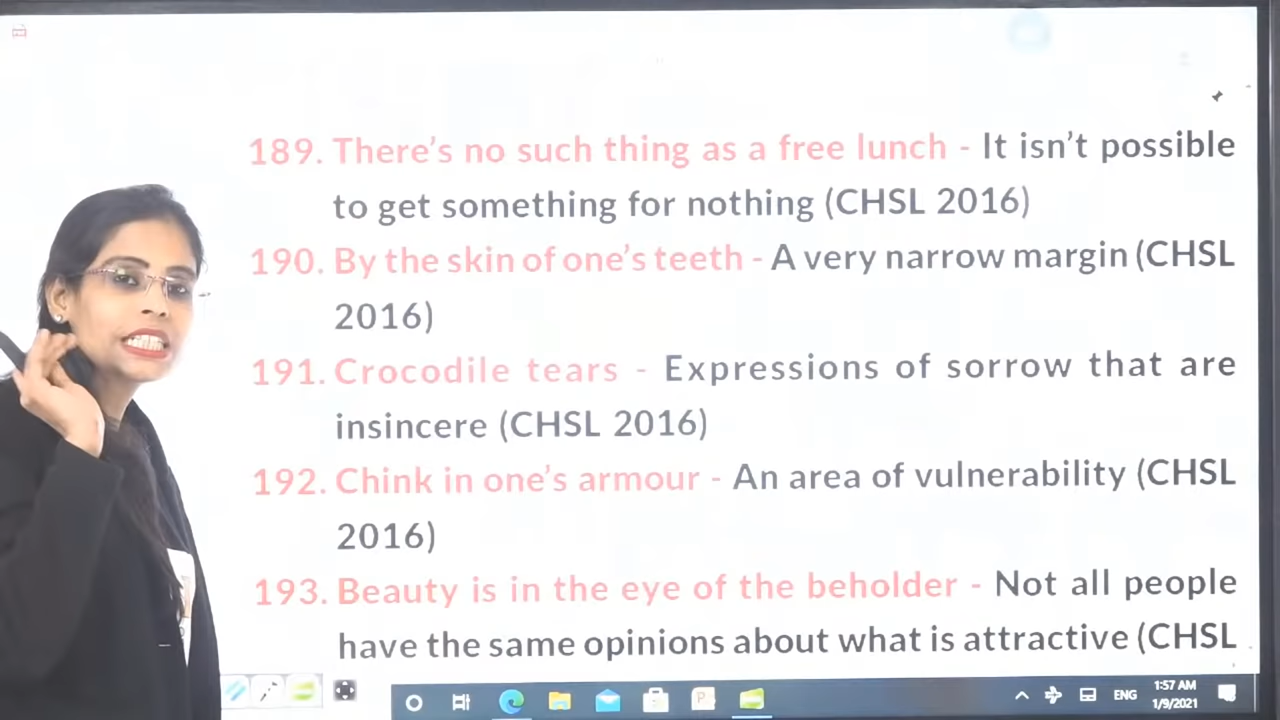 189. There's no such thing as a free lunch - It isn't possible
to get something for nothing (CHSL 2016)
190. By the skin of one's teeth - A very narrow margin (CHSL
2016)
191. Crocodile tears - Expressions of sorrow that are
insincere (CHSL 2016)
192. Chink in one's armour - An area of vulnerability (CHSL
2016)
193. Beauty is in the eye of the beholder - Not all people
have the same opinions about what is attractive (CHSL
ENG
1:57 AM
1/9/2021